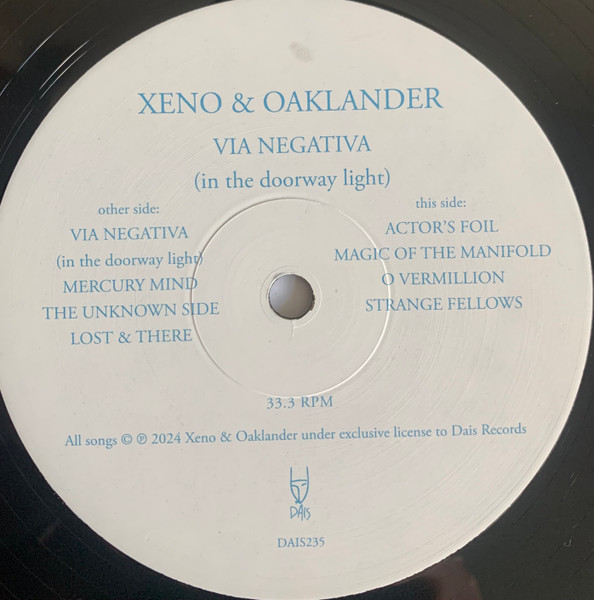 XENO & OAKLANDER
VIA NEGATIVA
(in the doorway light)
other side:
VIA NEGATIVA
(in the doorway light)
MERCURY MIND
THE UNKNOWN SIDE
LOST & THERE
this side:
ACTOR'S FOIL
MAGIC OF THE MANIFOLD
O VERMILLION
STRANGE FELLOWS
33.3 RPM
All songs © ℗ 2024 Xeno & Oaklander under exclusive license to Dais Records
DAIS
DAIS235